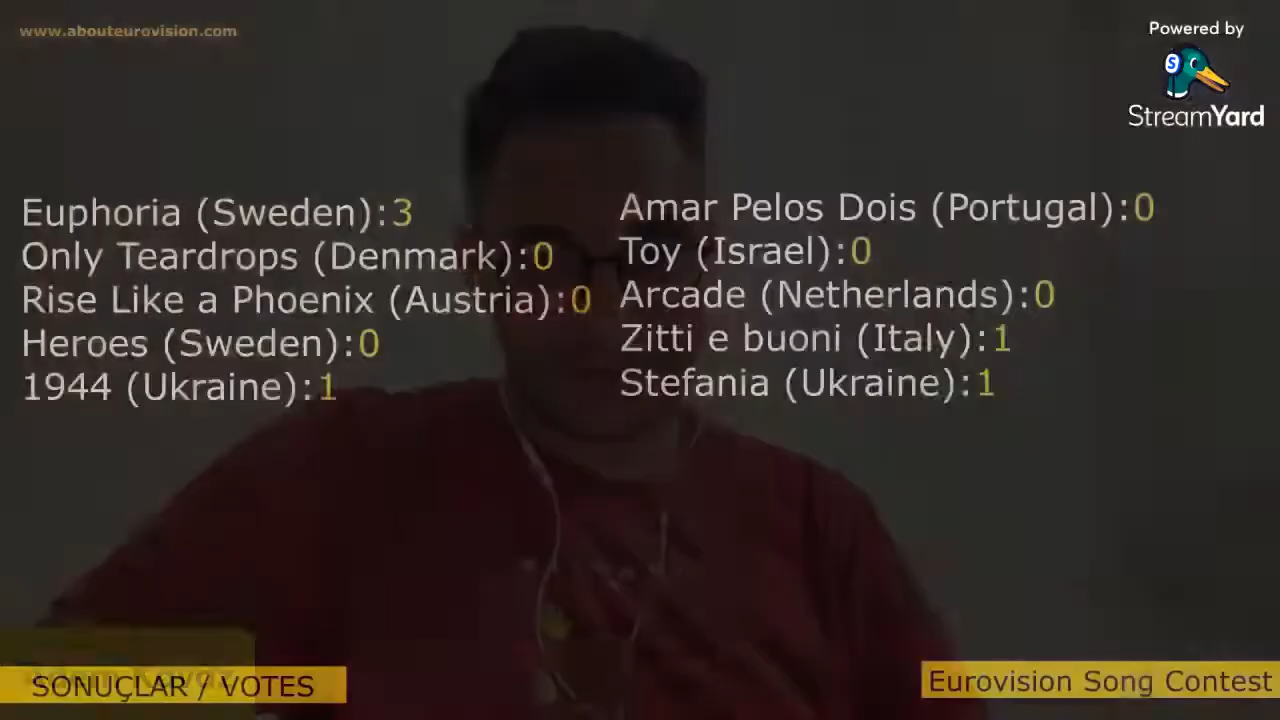 www.abouteurovision.com
Powered by
S
StreamYard
Euphoria (Sweden):3
Only Teardrops (Denmark):0
Rise Like a Phoenix (Austria):0
Heroes (Sweden):0
1944 (Ukraine):1
Amar Pelos Dois (Portugal):0
Toy (Israel):0
Arcade (Netherlands):0
Zitti e buoni (Italy):1
Stefania (Ukraine):1
SONUÇLAR / VOTES
Eurovision Song Contest